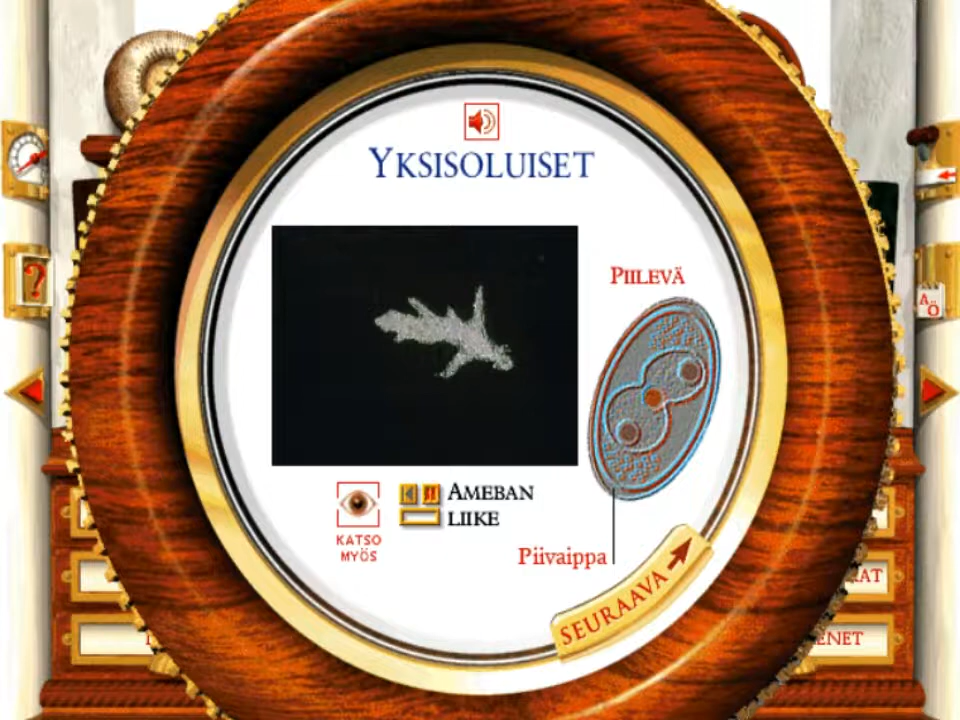 YKSISOLUISET
PIILEVÄ
?
A
Ö
AMEBAN
LIIKE
KATSO
MYÖS
Piivaippa
SEURAAVA